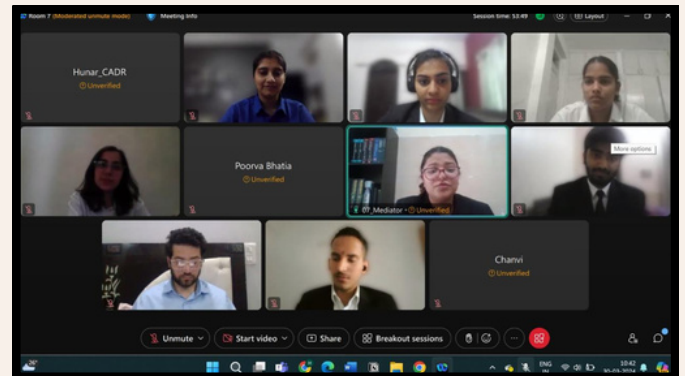 Room 7 (Moderated unmute mode) Meeting Info Session time: 53:49 Layout
Hunar_CADR
Unverified
More options
Poorva Bhatia
Unverified
07_Mediator • Unverified
Chanvi
Unverified
Unmute Start video Share Breakout sessions
26°
ENG
IN
10:42
30-03-2024